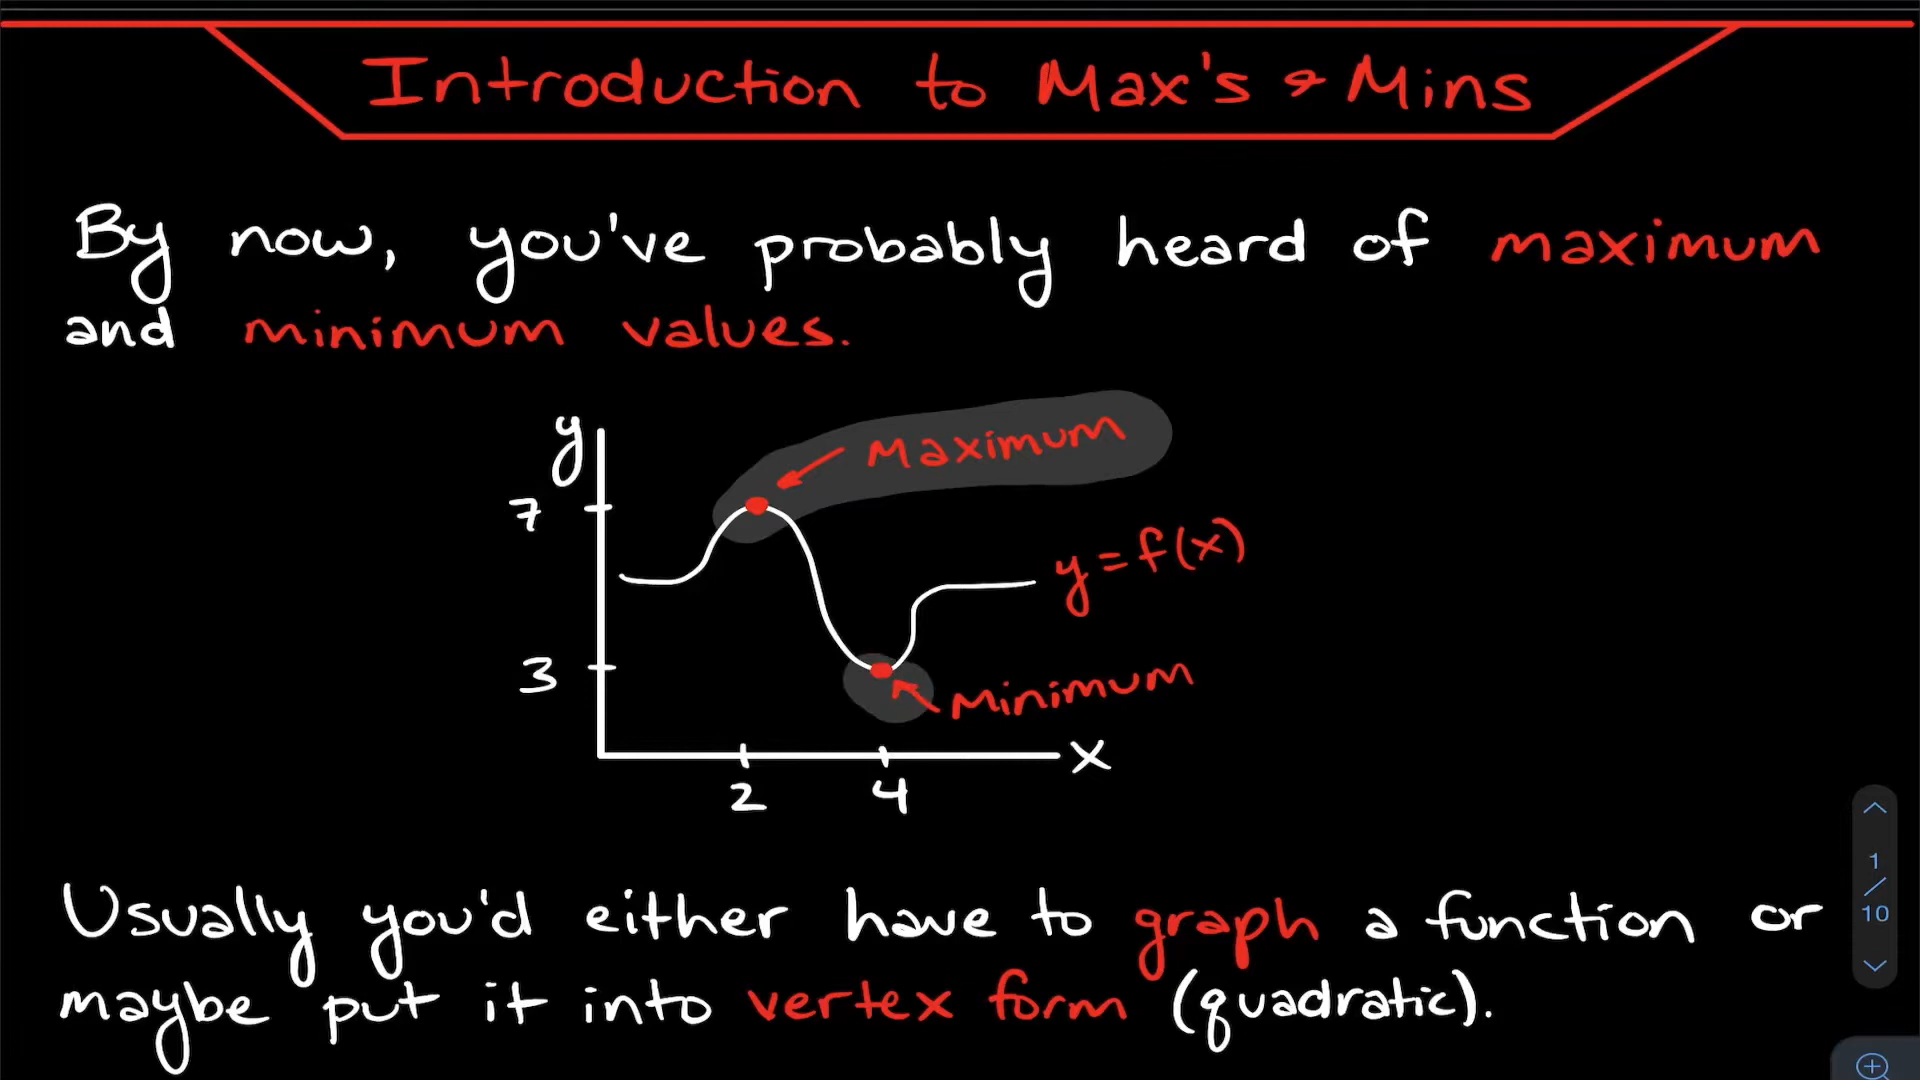 Introduction to Max's & Mins
By now, you've probably heard of maximum
and minimum values.
y
Maximum
7
y=f(x)
3
Minimum
x
2 4
Usually you'd either have to graph a function or
maybe put it into vertex form (quadratic).
1
/
10